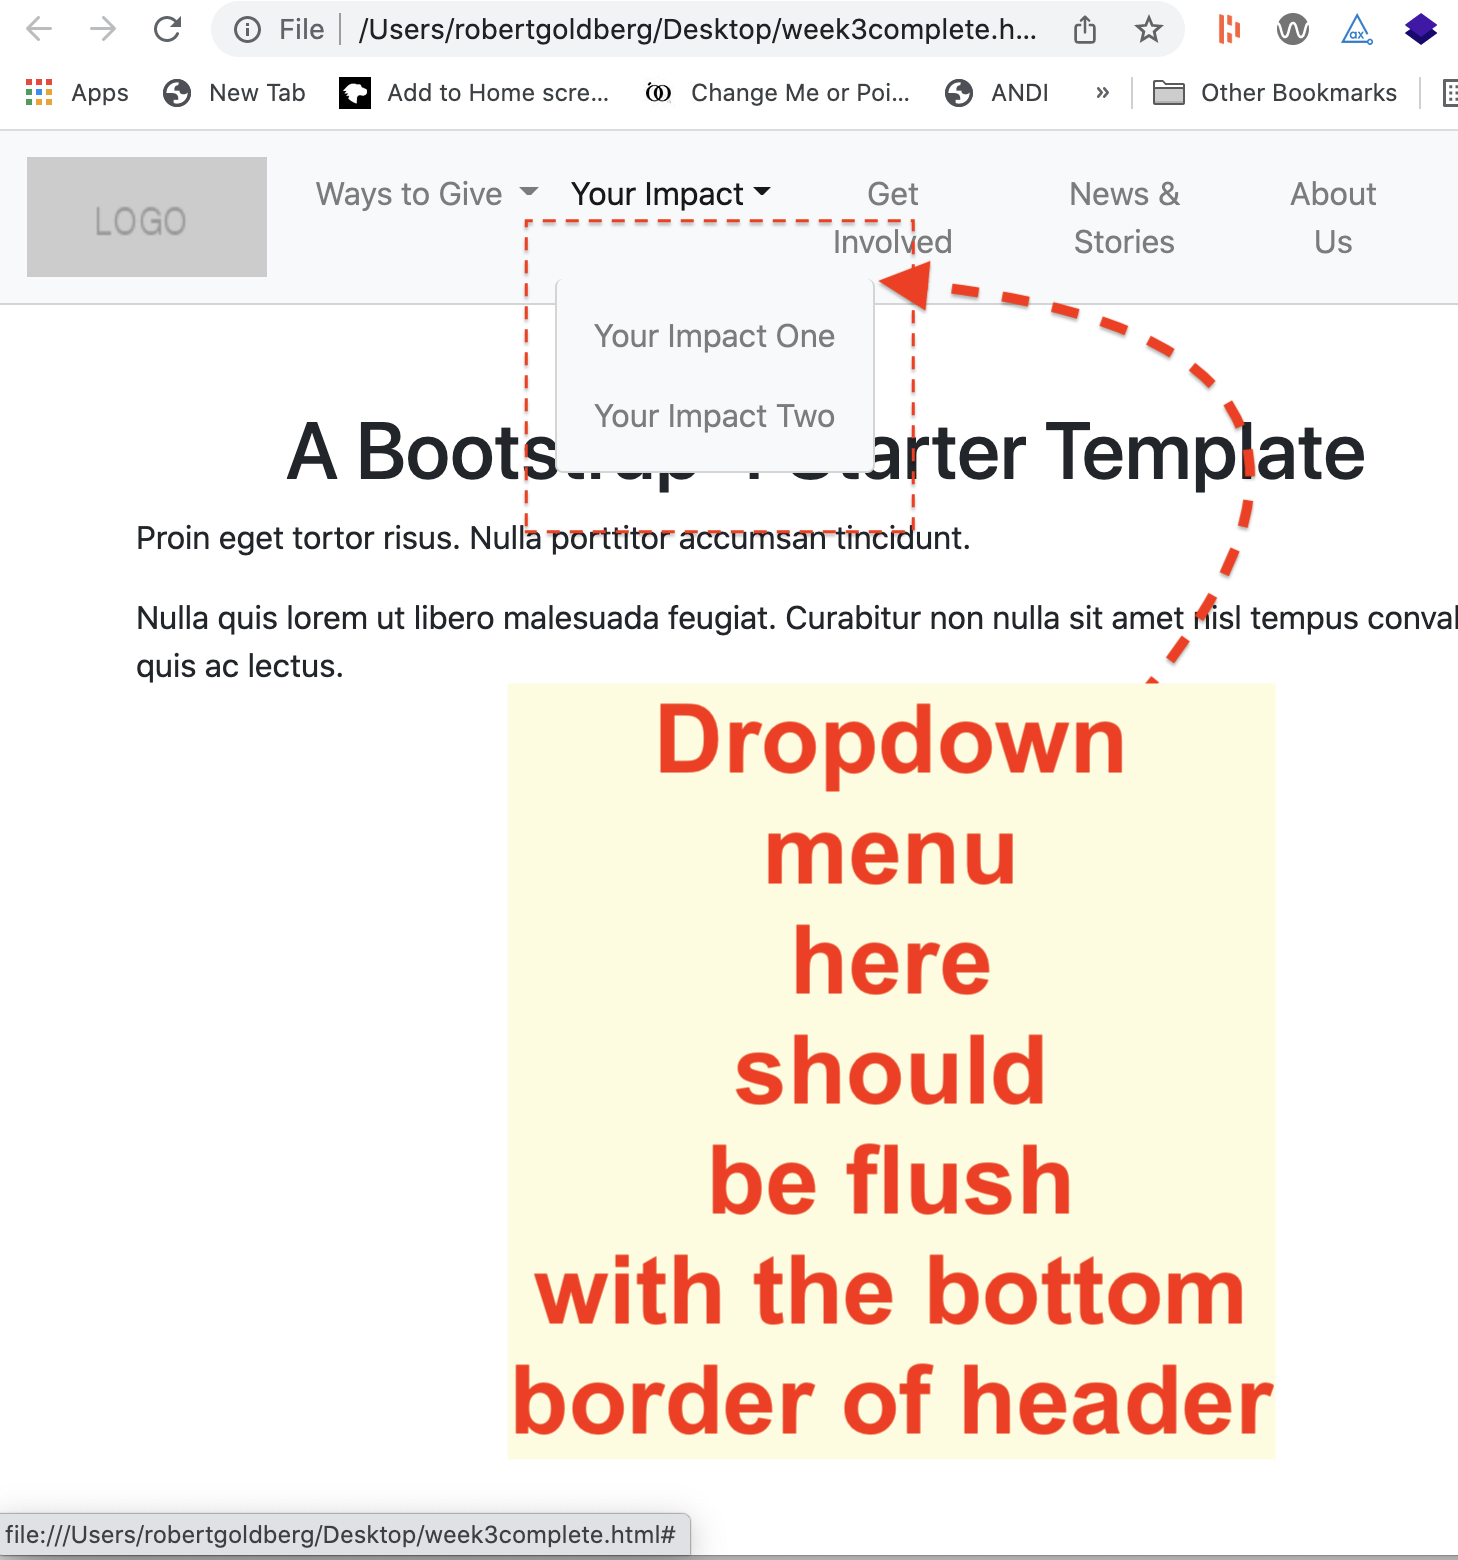 File /Users/robertgoldberg/Desktop/week3complete.h...
Apps New Tab Add to Home scre... Change Me or Poi... ANDI » Other Bookmarks
LOGO
Ways to Give Your Impact Get Involved News & Stories About Us
Your Impact One
Your Impact Two
A Bootstrap 4 Starter Template
Proin eget tortor risus. Nulla porttitor accumsan tincidunt.
Nulla quis lorem ut libero malesuada feugiat. Curabitur non nulla sit amet nisl tempus conval
quis ac lectus.
Dropdown
menu
here
should
be flush
with the bottom
border of header
file:///Users/robertgoldberg/Desktop/week3complete.html#